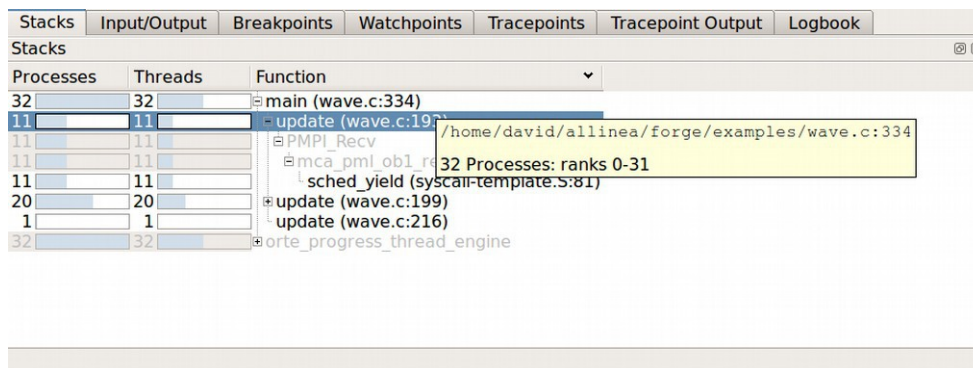 Stacks Input/Output Breakpoints Watchpoints Tracepoints Tracepoint Output Logbook
Stacks
Processes Threads Function
32 32 main (wave.c:334)
11 11 update (wave.c:193
/home/david/allinea/forge/examples/wave.c:334
11 11 PMPI_Recv
11 11 mca_pml_ob1_re
32 Processes: ranks 0-31
11 11 sched_yield (syscall-template.S:81)
20 20 update (wave.c:199)
1 1 update (wave.c:216)
32 32 orte_progress_thread_engine